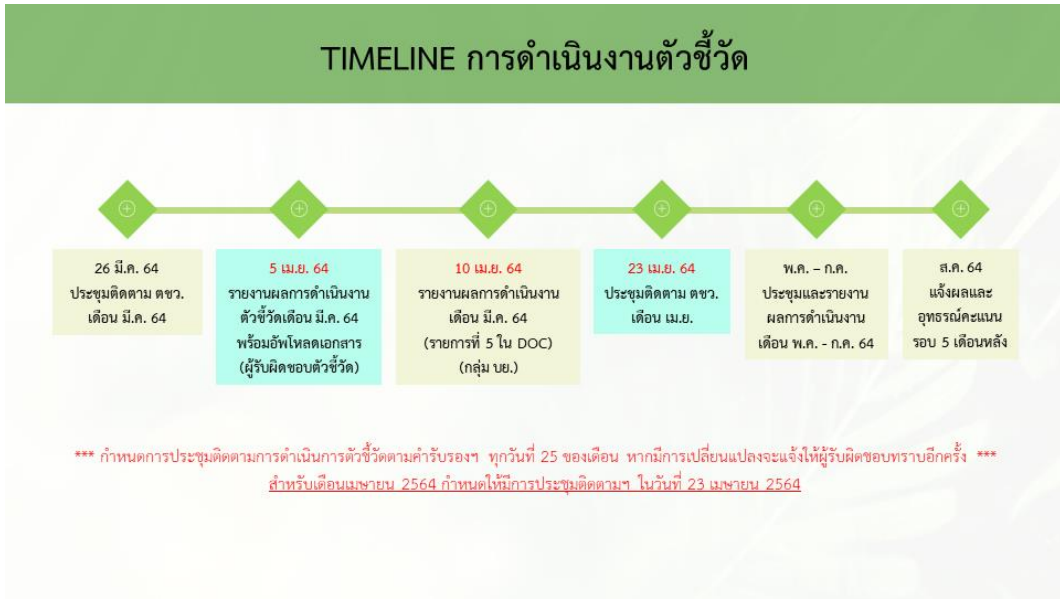 TIMELINE การดำเนินงานตัวชี้วัด
26 มี.ค. 64
ประชุมติดตาม ตชว.
เดือน มี.ค. 64
5 เม.ย. 64
รายงานผลการดำเนินงาน
ตัวชี้วัดเดือน มี.ค. 64
พร้อมอัพโหลดเอกสาร
(ผู้รับผิดชอบตัวชี้วัด)
10 เม.ย. 64
รายงานผลการดำเนินงาน
เดือน มี.ค. 64
(รายการที่ 5 ใน DOC)
(กลุ่ม บย.)
23 เม.ย. 64
ประชุมติดตาม ตชว.
เดือน เม.ย.
พ.ค. – ก.ค.
ประชุมและรายงาน
ผลการดำเนินงาน
เดือน พ.ค. - ก.ค. 64
ส.ค. 64
แจ้งผลและ
อุทธรณ์คะแนน
รอบ 5 เดือนหลัง
*** กำหนดการประชุมติดตามการดำเนินการตัวชี้วัดตามคำรับรองฯ ทุกวันที่ 25 ของเดือน หากมีการเปลี่ยนแปลงจะแจ้งให้ผู้รับผิดชอบทราบอีกครั้ง ***
สำหรับเดือนเมษายน 2564 กำหนดให้มีการประชุมติดตามฯ ในวันที่ 23 เมษายน 2564